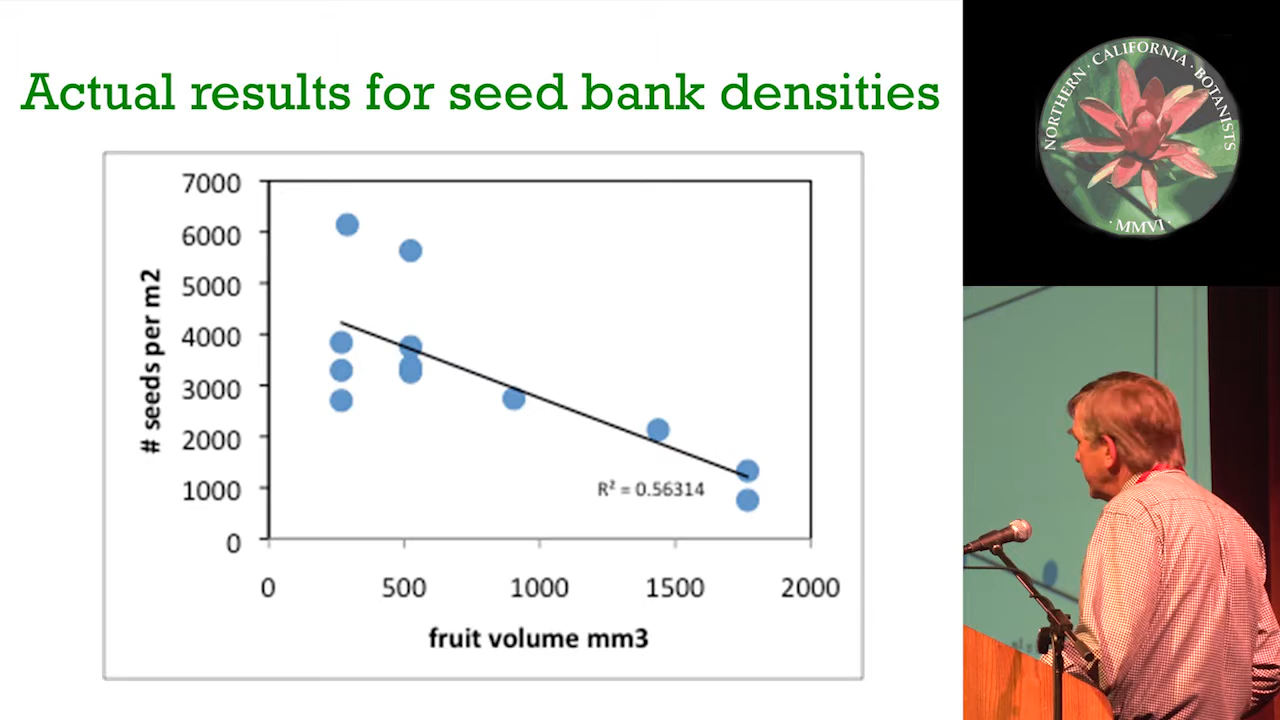 Actual results for seed bank densities
7000
6000
5000
4000
3000
2000
1000
0
# seeds per m2
R² = 0.56314
0
500
1000
1500
2000
fruit volume mm3
NORTHERN · CALIFORNIA · BOTANISTS
· MMVI ·